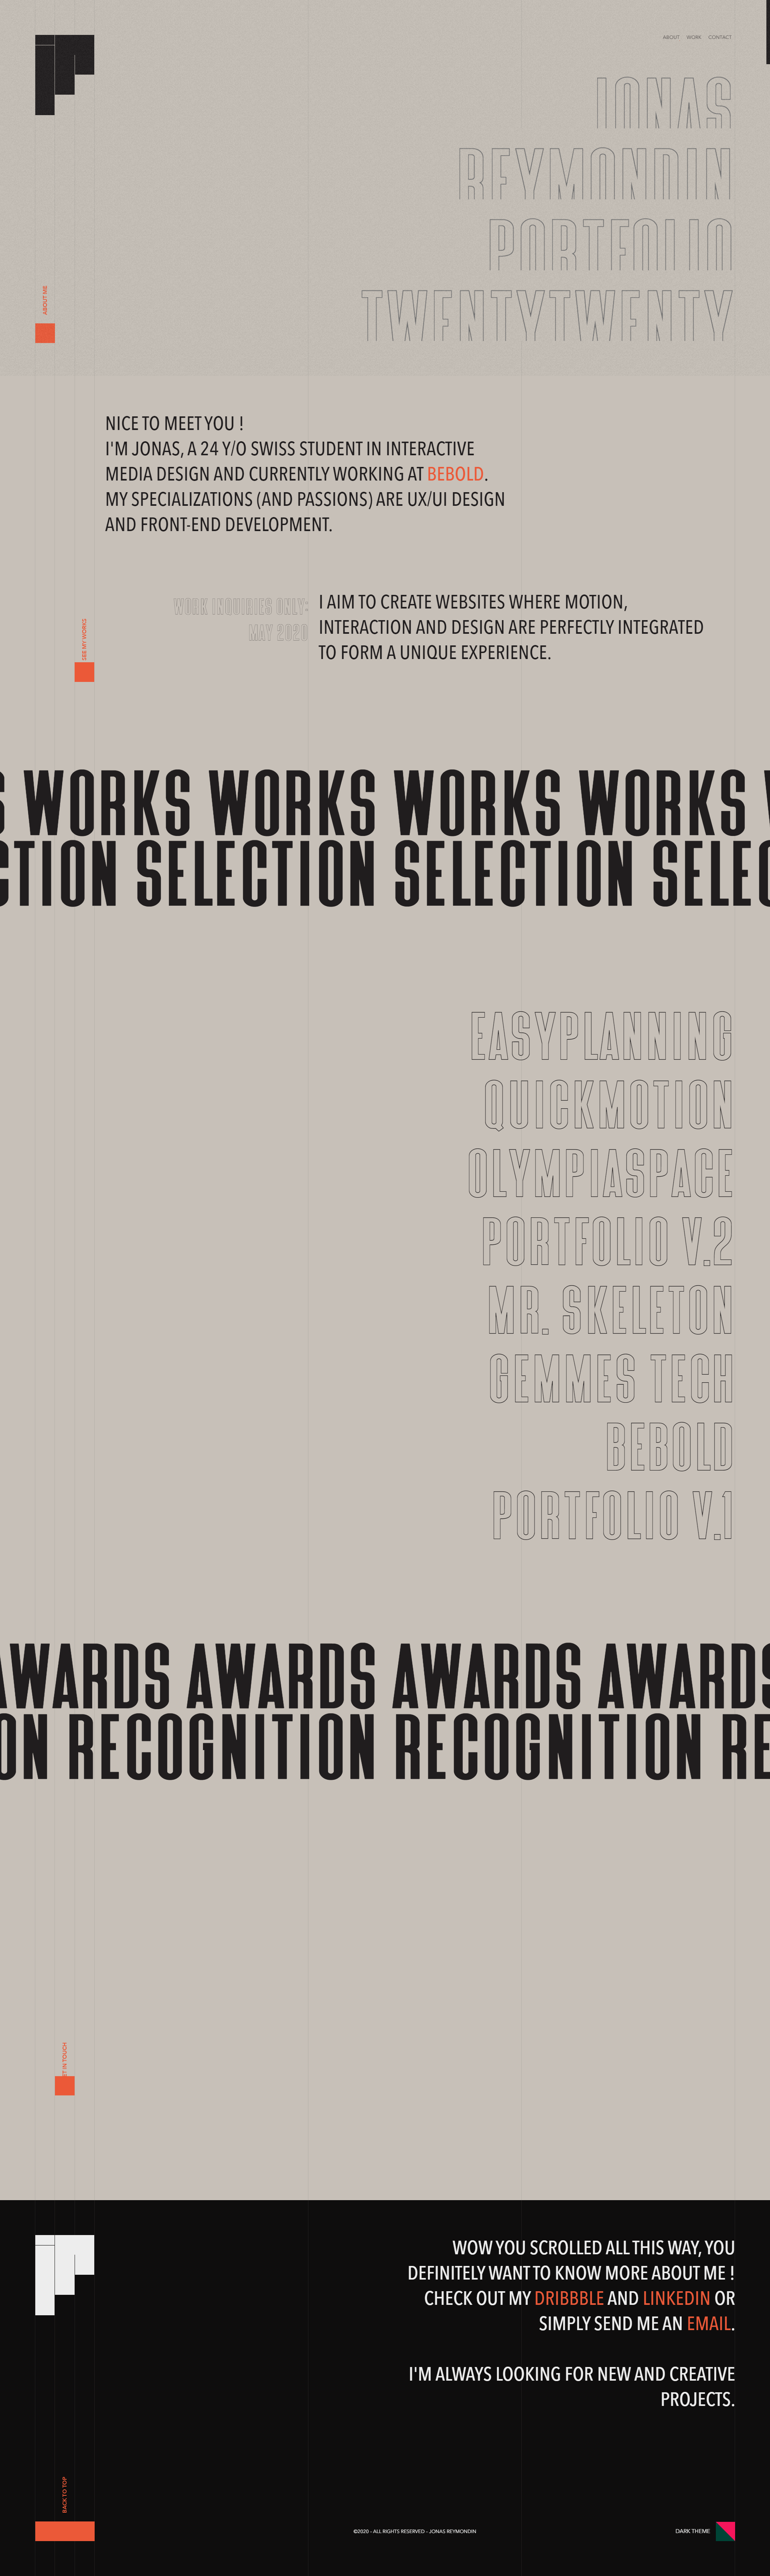 ABOUT WORK CONTACT
JONAS
REYMONDIN
PORTFOLIO
TWENTYTWENTY
ABOUT ME
NICE TO MEET YOU !
I'M JONAS, A 24 Y/O SWISS STUDENT IN INTERACTIVE
MEDIA DESIGN AND CURRENTLY WORKING AT BEBOLD.
MY SPECIALIZATIONS (AND PASSIONS) ARE UX/UI DESIGN
AND FRONT-END DEVELOPMENT.
WORK INQUIRIES ONLY:
MAY 2020
I AIM TO CREATE WEBSITES WHERE MOTION,
INTERACTION AND DESIGN ARE PERFECTLY INTEGRATED
TO FORM A UNIQUE EXPERIENCE.
SEE MY WORKS
S WORKS WORKS WORKS WORKS W
CTION SELECTION SELECTION SELEC
EASYPLANNING
QUICKMOTION
OLYMPIASPACE
PORTFOLIO V.2
MR. SKELETON
GEMMES TECH
BEBOLD
PORTFOLIO V.1
AWARDS AWARDS AWARDS AWARDS
ON RECOGNITION RECOGNITION RE
T IN TOUCH
WOW YOU SCROLLED ALL THIS WAY, YOU
DEFINITELY WANT TO KNOW MORE ABOUT ME !
CHECK OUT MY DRIBBBLE AND LINKEDIN OR
SIMPLY SEND ME AN EMAIL.
I'M ALWAYS LOOKING FOR NEW AND CREATIVE
PROJECTS.
BACK TO TOP
©2020 - ALL RIGHTS RESERVED - JONAS REYMONDIN
DARK THEME